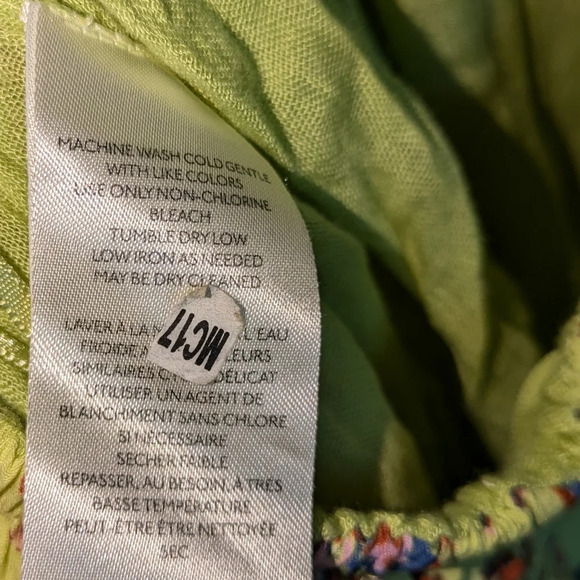 MACHINE WASH COLD GENTLE
WITH LIKE COLORS
USE ONLY NON-CHLORINE
BLEACH
TUMBLE DRY LOW
LOW IRON AS NEEDED
MAY BE DRY CLEANED
MC17
LAVER À LA EAU
FROIDE
SIMILAIRES DÉLICAT
UTILISER UN AGENT DE
BLANCHIMENT SANS CHLORE
SI NÉCESSAIRE
SECHER FAIBLE
REPASSER, AU BESOIN, À TRÈS
BASSE TEMPÉRATURE
PEUT-ÊTRE ÊTRE NETTOYÉE
SEC